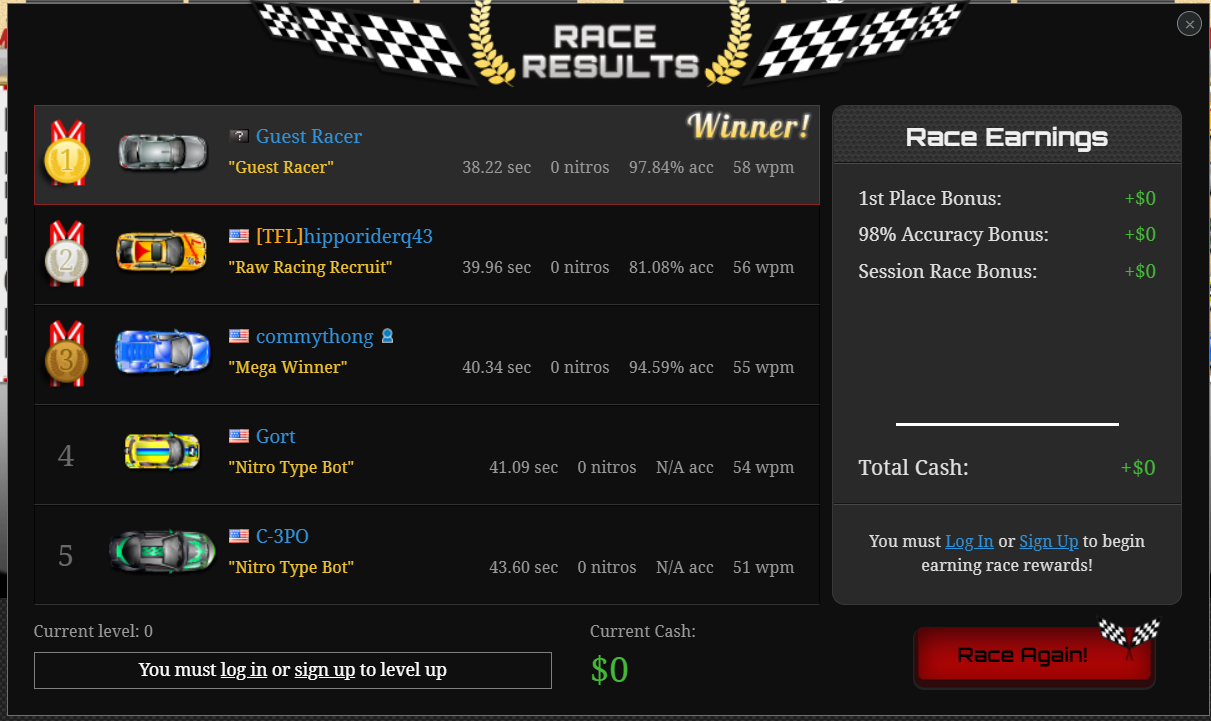 RACE
RESULTS
Winner!
1
? Guest Racer
"Guest Racer" 38.22 sec 0 nitros 97.84% acc 58 wpm
2
[TFL]hipporiderq43
"Raw Racing Recruit" 39.96 sec 0 nitros 81.08% acc 56 wpm
3
commythong
"Mega Winner" 40.34 sec 0 nitros 94.59% acc 55 wpm
4
Gort
"Nitro Type Bot" 41.09 sec 0 nitros N/A acc 54 wpm
5
C-3PO
"Nitro Type Bot" 43.60 sec 0 nitros N/A acc 51 wpm
Race Earnings
1st Place Bonus: +$0
98% Accuracy Bonus: +$0
Session Race Bonus: +$0
Total Cash: +$0
You must Log In or Sign Up to begin
earning race rewards!
Current level: 0
You must log in or sign up to level up
Current Cash:
$0
Race Again!